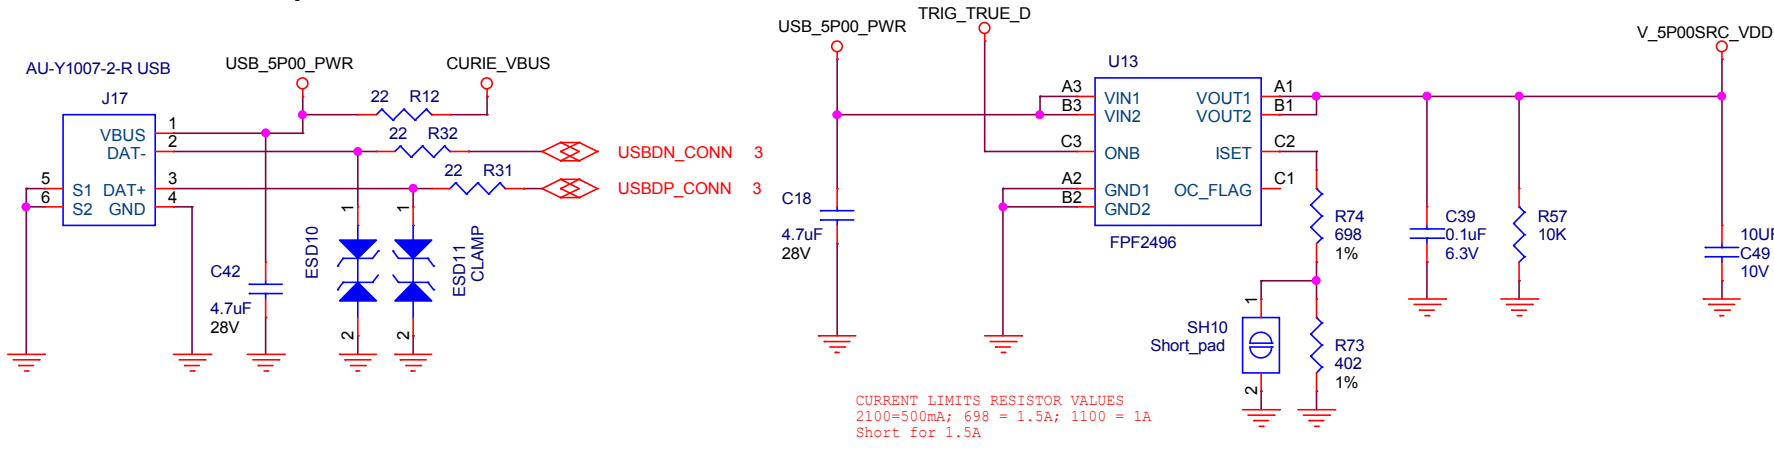 AU-Y1007-2-R USB
J17
VBUS
DAT-
S1 DAT+
S2 GND
1
2
3
4
5
6
USB_5P00_PWR
CURIE_VBUS
22 R12
22 R32
22 R31
USBDN_CONN 3
USBDP_CONN 3
C42
4.7uF
28V
ESD10
1
2
ESD11
CLAMP
1
2
USB_5P00_PWR
TRIG_TRUE_D
V_5P00SRC_VDD
C18
4.7uF
28V
U13
A3
B3
C3
A2
B2
VIN1
VIN2
ONB
GND1
GND2
VOUT1
VOUT2
ISET
OC_FLAG
A1
B1
C2
C1
FPF2496
R74
698
1%
SH10
Short_pad
1
2
R73
402
1%
C39
0.1uF
6.3V
R57
10K
10UF
C49
10V
CURRENT LIMITS RESISTOR VALUES
2100=500mA; 698 = 1.5A; 1100 = 1A
Short for 1.5A